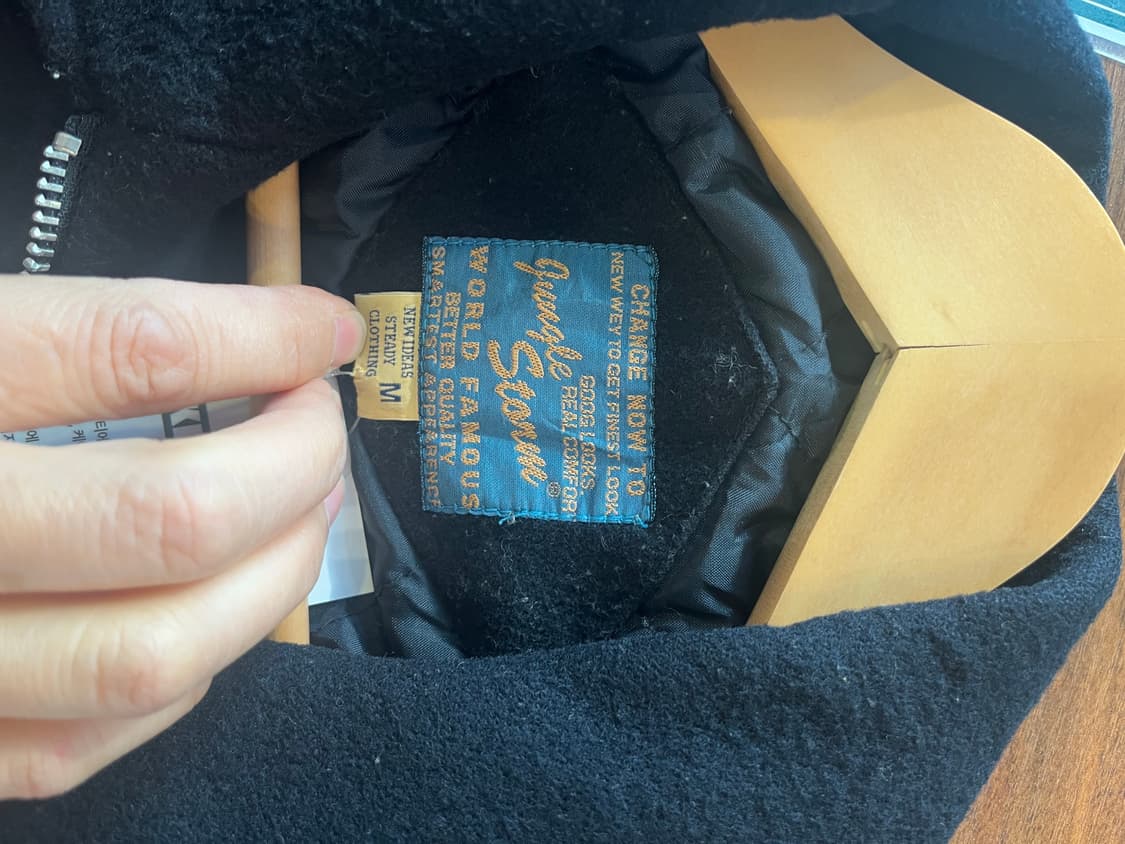 CHANGE NOW TO
NEW WEY TO GET FINEST LOOK
GOOG LOOKS.
REAL COMFOR
Jungle
Storm®
WORLD FAMOUS
BETTER QUALITY
SMARTEST APPEARENCE
NEW IDEAS
STEADY
CLOTHING
M